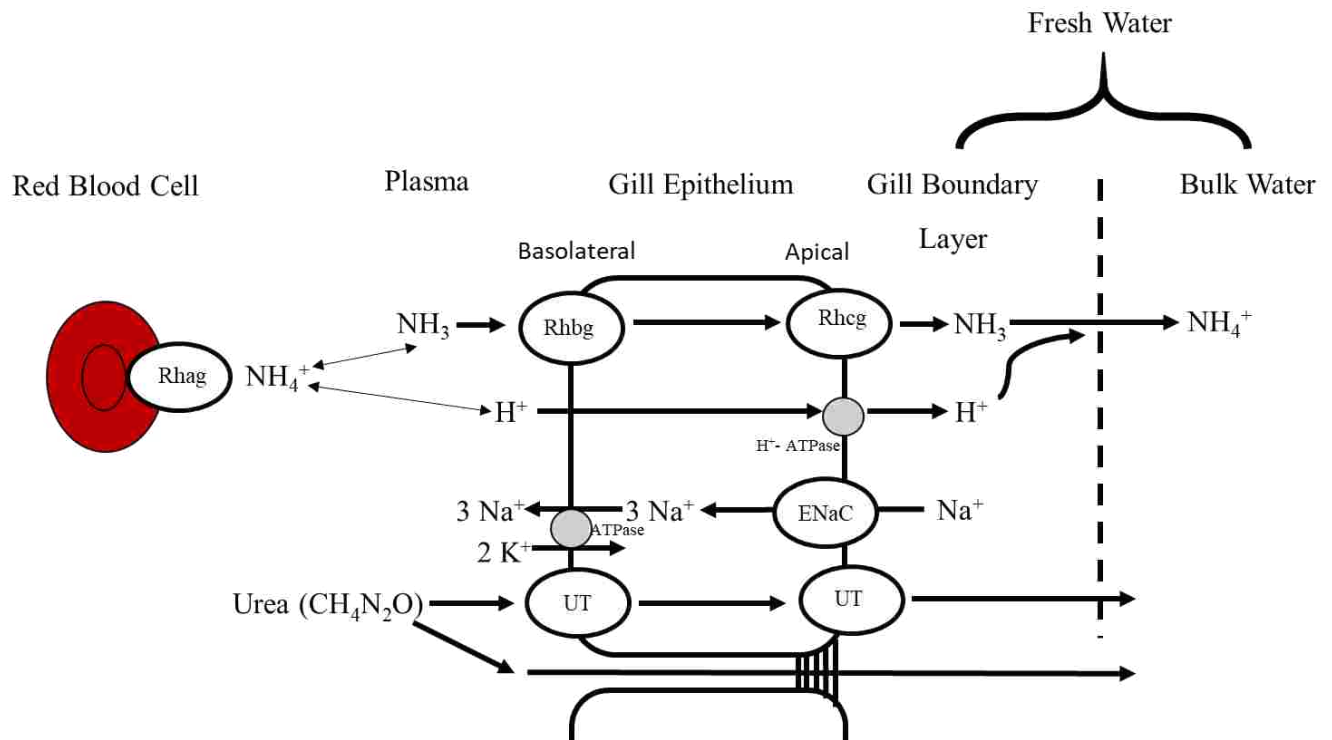 Fresh Water
Red Blood Cell
Plasma
Gill Epithelium
Gill Boundary
Layer
Bulk Water
Basolateral
Apical
Rhag
NH₄⁺
NH₃
Rhbg
Rhcg
NH₃
NH₄⁺
H⁺
H⁺
H⁺- ATPase
3 Na⁺
3 Na⁺
ENaC
Na⁺
ATPase
2 K⁺
Urea (CH₄N₂O)
UT
UT